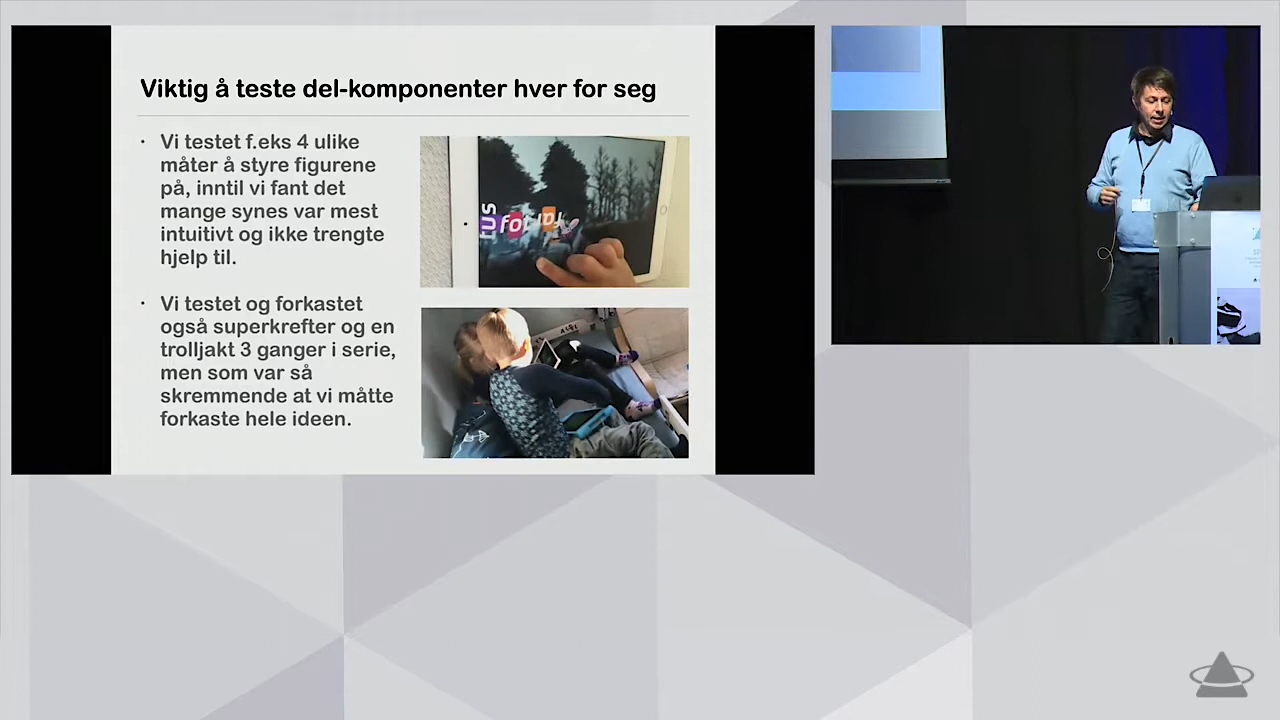 Viktig å teste del-komponenter hver for seg
· Vi testet f.eks 4 ulike
måter å styre figurene
på, inntil vi fant det
mange synes var mest
intuitivt og ikke trengte
hjelp til.
· Vi testet og forkastet
også superkrefter og en
trolljakt 3 ganger i serie,
men som var så
skremmende at vi måtte
forkaste hele ideen.